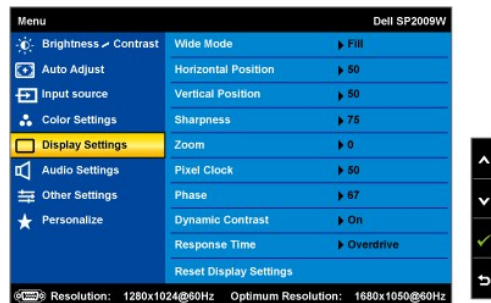 Menu Dell SP2009W
Brightness / Contrast Wide Mode Fill
Auto Adjust Horizontal Position 50
Input source Vertical Position 50
Color Settings Sharpness 75
Display Settings Zoom 0
Audio Settings Pixel Clock 50
Other Settings Phase 67
Personalize Dynamic Contrast On
Response Time Overdrive
Reset Display Settings
Resolution: 1280x1024@60Hz Optimum Resolution: 1680x1050@60Hz